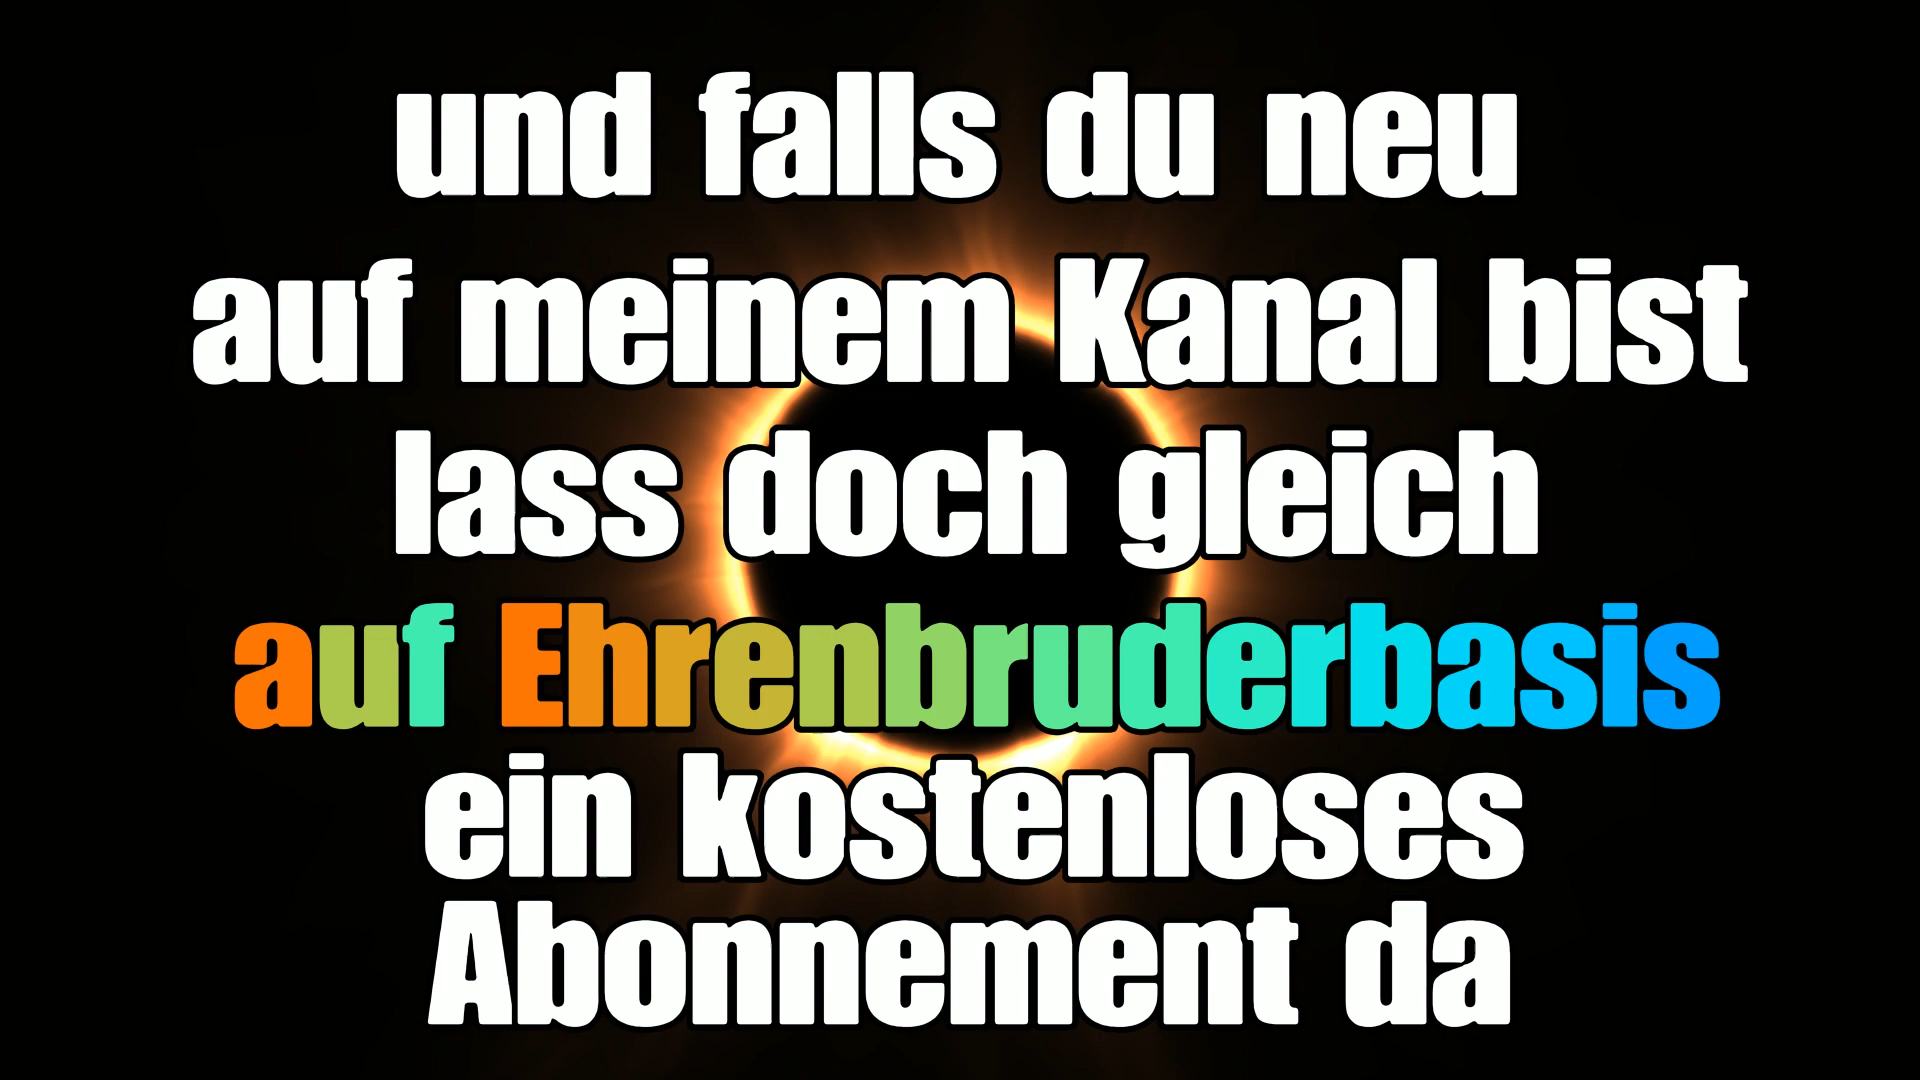 und falls du neu
auf meinem Kanal bist
lass doch gleich
auf Ehrenbruderbasis
ein kostenloses
Abonnement da